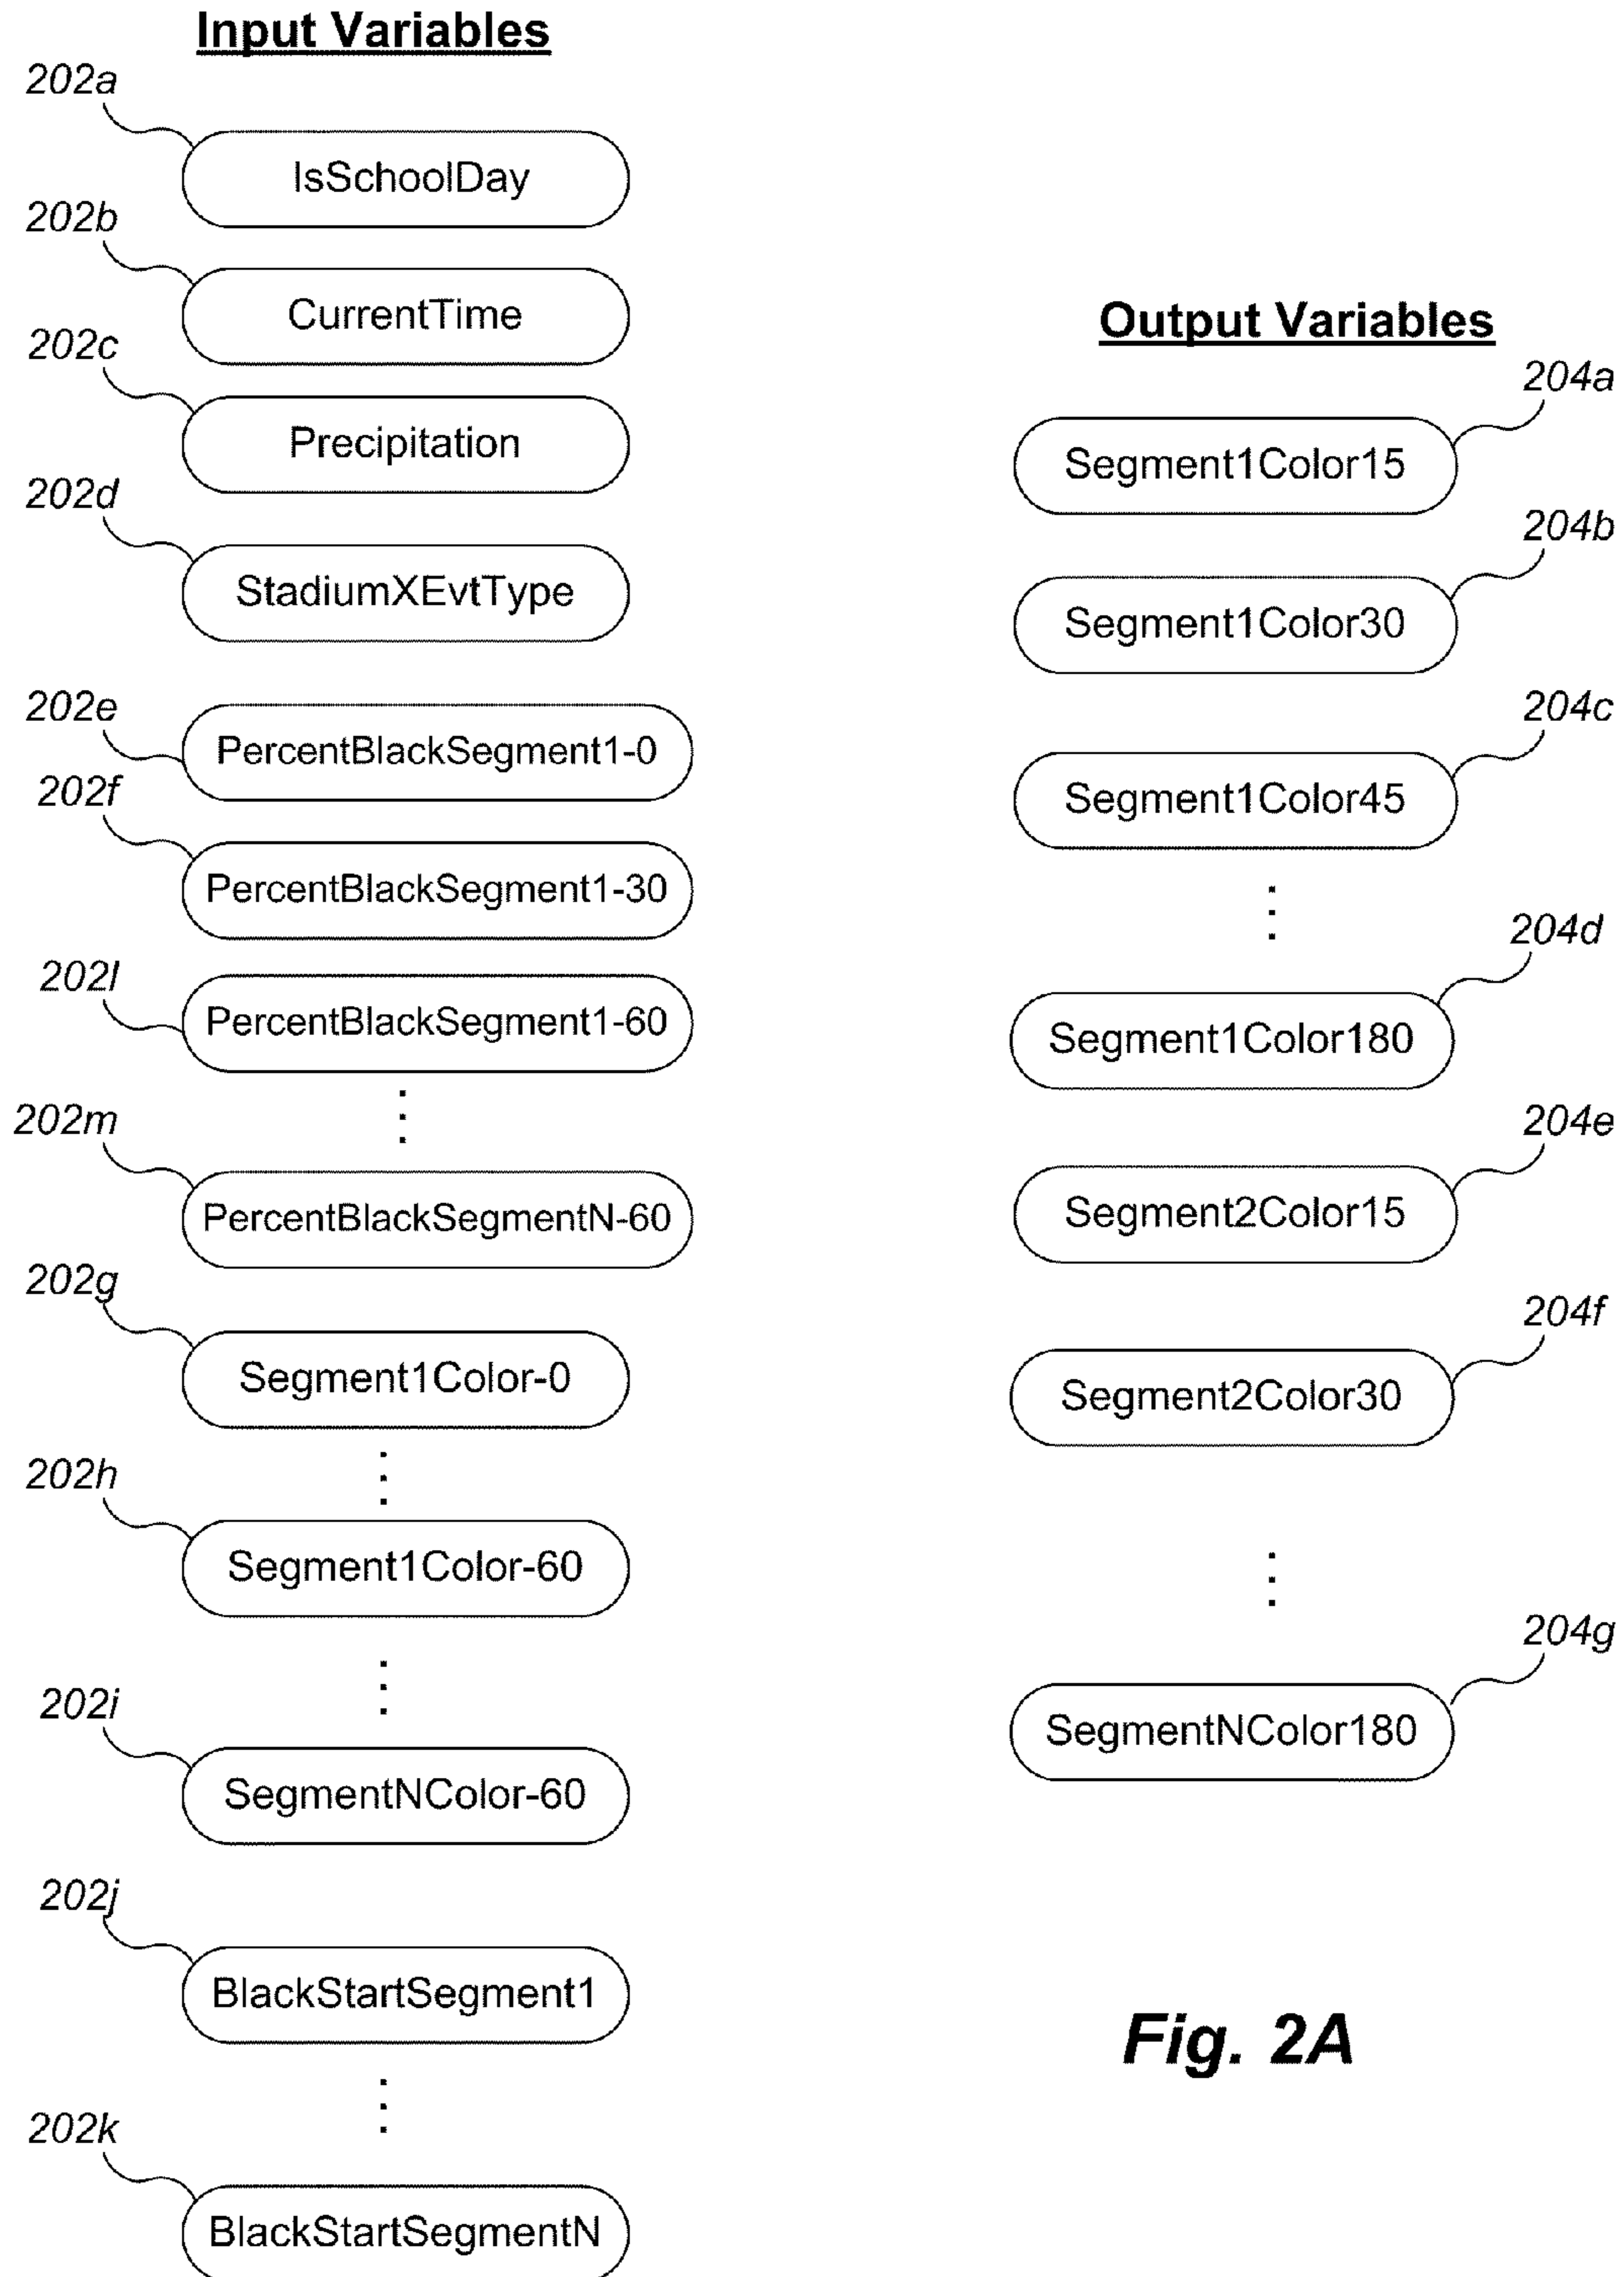 Input Variables
202a
IsSchoolDay
202b
CurrentTime
202c
Precipitation
202d
StadiumXEvtType
202e
PercentBlackSegment1-0
202f
PercentBlackSegment1-30
202l
PercentBlackSegment1-60
202m
PercentBlackSegmentN-60
202g
Segment1Color-0
202h
Segment1Color-60
202i
SegmentNColor-60
202j
BlackStartSegment1
202k
BlackStartSegmentN
Output Variables
204a
Segment1Color15
204b
Segment1Color30
204c
Segment1Color45
204d
Segment1Color180
204e
Segment2Color15
204f
Segment2Color30
204g
SegmentNColor180
Fig. 2A